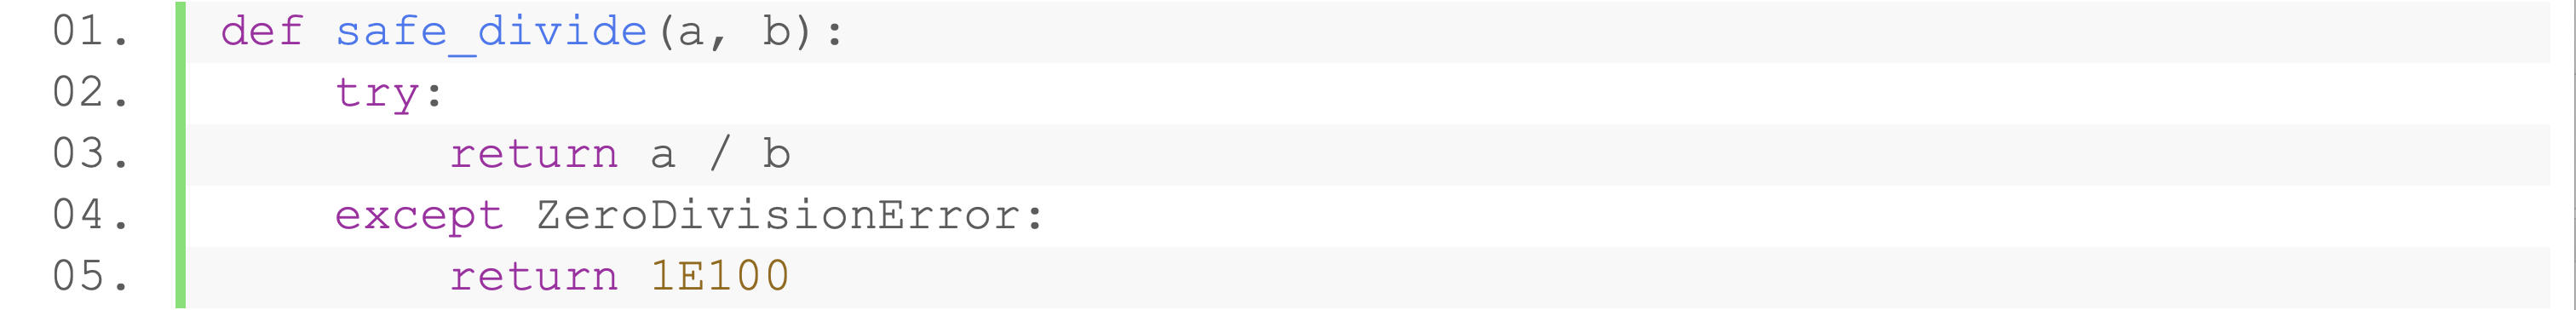 01. def safe_divide(a, b):
02.     try:
03.         return a / b
04.     except ZeroDivisionError:
05.         return 1E100